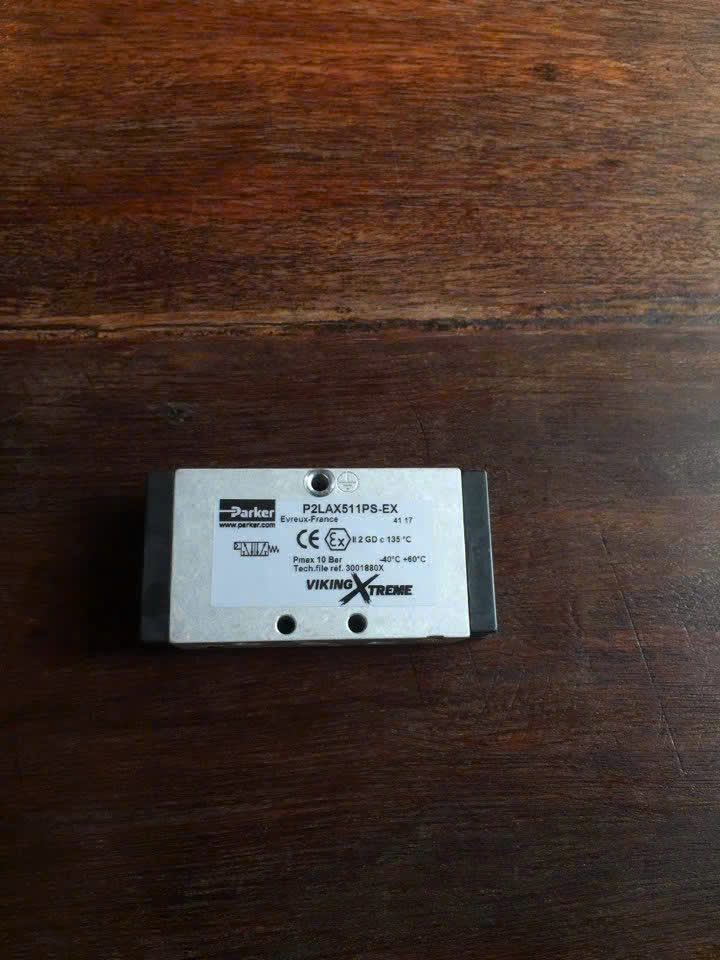 Parker
P2LAX511PS-EX
www.parker.com
Evreux-France 41 17
CE Ex II 2 GD c 135 °C
Pmax 10 Bar -40°C +60°C
Tech.file ref. 3001880X
VIKING XTREME